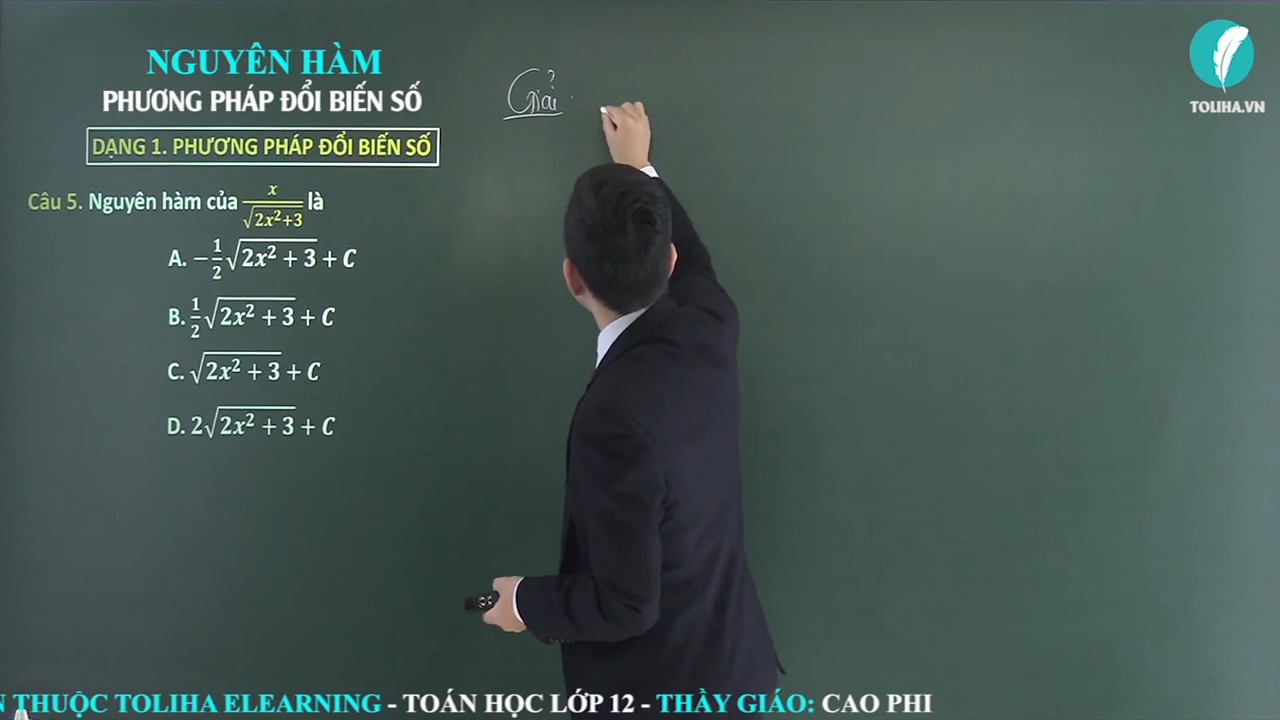 NGUYÊN HÀM
PHƯƠNG PHÁP ĐỔI BIẾN SỐ
DẠNG 1. PHƯƠNG PHÁP ĐỔI BIẾN SỐ
Câu 5. Nguyên hàm của x/√(2x²+3) là
A. −1/2√(2x² + 3) + C
B. 1/2√(2x² + 3) + C
C. √(2x² + 3) + C
D. 2√(2x² + 3) + C
Giải
TOLIHA.VN
N THUỘC TOLIHA ELEARNING - TOÁN HỌC LỚP 12 - THẦY GIÁO: CAO PHI